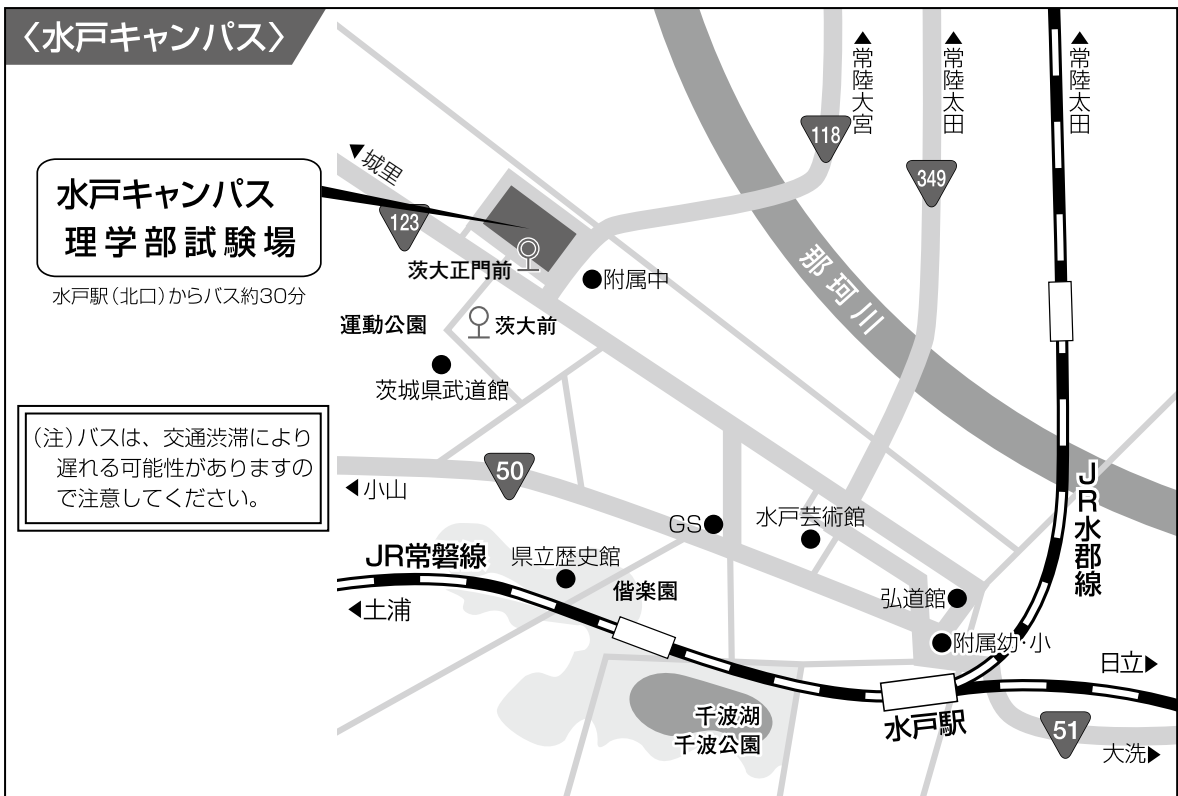 〈水戸キャンパス〉
▲常陸大宮
▲常陸太田
▲常陸太田
118
349
▼城里
123
水戸キャンパス
理学部試験場
水戸駅(北口)からバス約30分
茨大正門前
附属中
那珂川
運動公園
茨大前
茨城県武道館
(注)バスは、交通渋滞により
遅れる可能性がありますの
で注意してください。
50
◀小山
GS
水戸芸術館
JR水郡線
JR常磐線
県立歴史館
偕楽園
弘道館
◀土浦
附属幼・小
日立▶
千波湖
千波公園
水戸駅
51
大洗▶